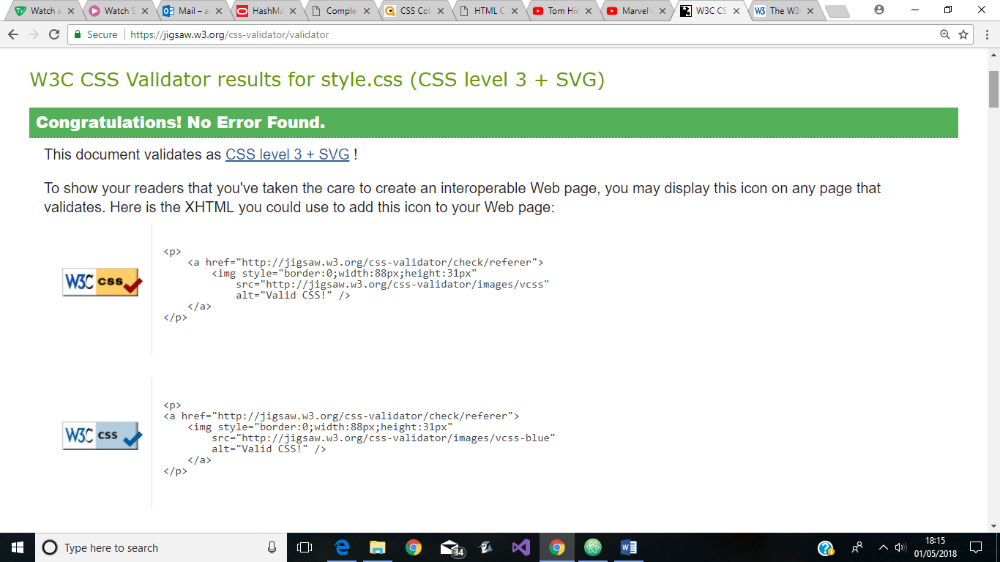 Watch a
Watch S
Mail – a
HashMa
Comple
CSS Col
HTML C
Tom Hid
Marvel's
W3C CS
The W3
Secure
https://jigsaw.w3.org/css-validator/validator
W3C CSS Validator results for style.css (CSS level 3 + SVG)
Congratulations! No Error Found.
This document validates as CSS level 3 + SVG !
To show your readers that you've taken the care to create an interoperable Web page, you may display this icon on any page that
validates. Here is the XHTML you could use to add this icon to your Web page:
W3C css
<p>
    <a href="http://jigsaw.w3.org/css-validator/check/referer">
        <img style="border:0;width:88px;height:31px"
            src="http://jigsaw.w3.org/css-validator/images/vcss"
            alt="Valid CSS!" />
    </a>
</p>
W3C css
<p>
<a href="http://jigsaw.w3.org/css-validator/check/referer">
    <img style="border:0;width:88px;height:31px"
        src="http://jigsaw.w3.org/css-validator/images/vcss-blue"
        alt="Valid CSS!" />
    </a>
</p>
Type here to search
34
18:15
01/05/2018